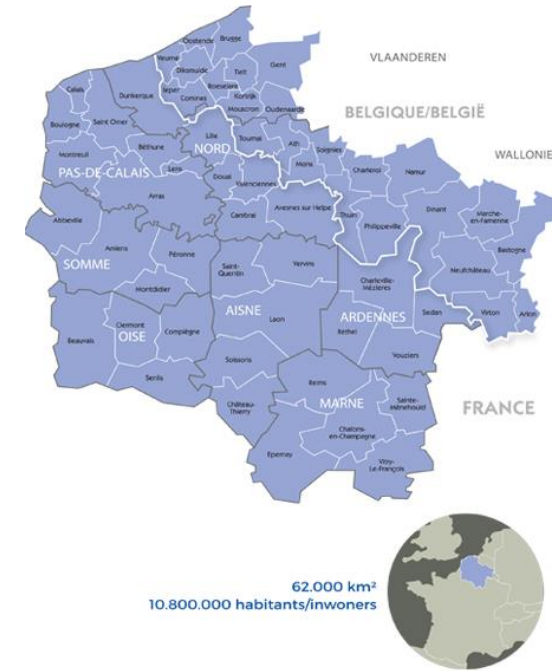 Oostende
Brugge
VLAANDEREN
Veurne
Gent
Diksmuide
Tielt
Calais
Dunkerque
Roeselare
Ieper
Kortrijk
BELGIQUE/BELGIË
Comines
Mouscron
Oudenaarde
Saint Omer
Boulogne
Lille
Tournai
NORD
Ath
Soignies
WALLONIE
Béthune
Mons
Montreuil
Charleroi
Namur
PAS-DE-CALAIS
Lens
Douai
Valenciennes
Arras
Dinant
Marche-
en-Famenne
Avesnes sur Helpe
Thuin
Abbeville
Cambrai
Philippeville
Bastogne
Amiens
Péronne
SOMME
Saint-
Quentin
Vervins
Neufchâteau
Charleville-
Mézières
Montdidier
AISNE
Sedan
Virton
Arlon
Clermont
Laon
ARDENNES
OISE
Compiègne
Rethel
Beauvais
Vouziers
Soissons
Senlis
Reims
Château-
Thierry
MARNE
Sainte-
Ménehould
FRANCE
Chalons-
en-Champagne
Epernay
Vitry-
Le-François
62.000 km²
10.800.000 habitants/inwoners